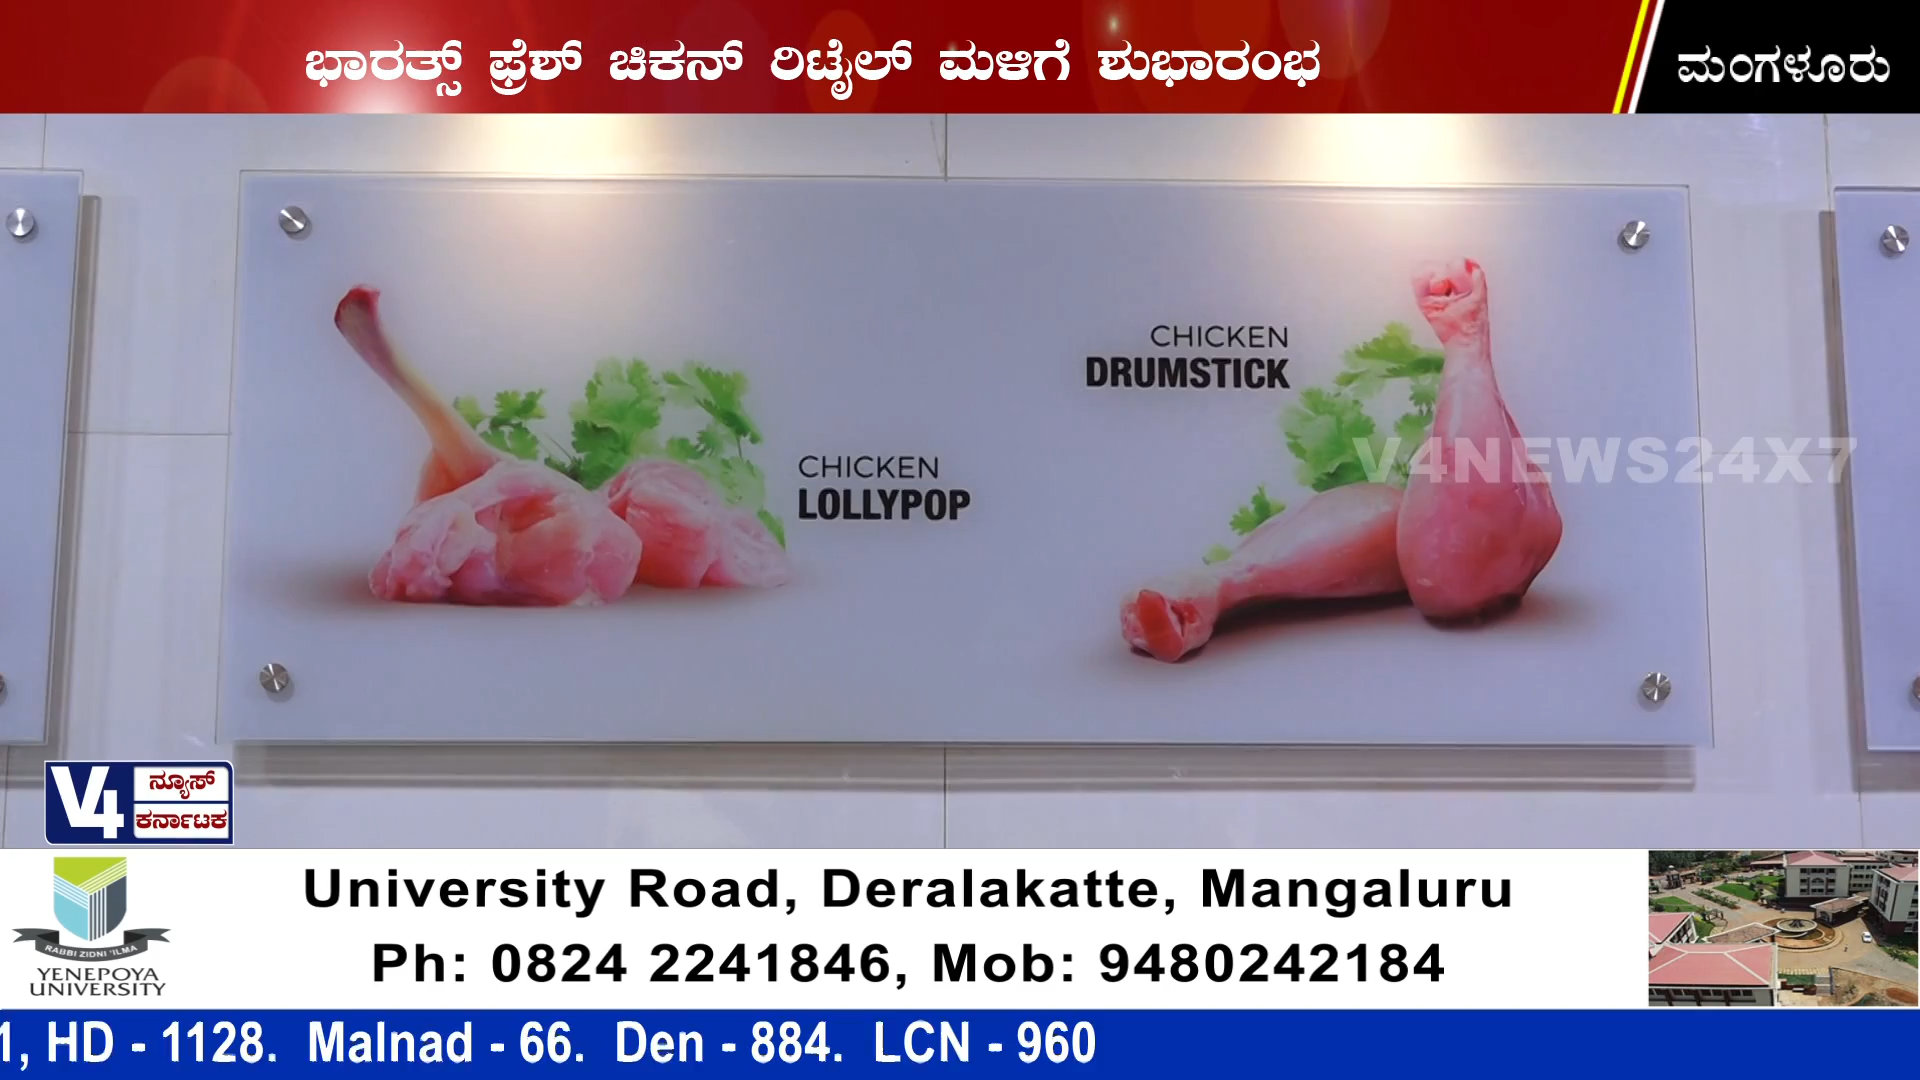 ಭಾರತ್ಸ್ ಫ್ರೆಶ್ ಚಿಕನ್ ರಿಟೈಲ್ ಮಳಿಗೆ ಶುಭಾರಂಭ
ಮಂಗಳೂರು
CHICKEN
DRUMSTICK
CHICKEN
LOLLYPOP
V4NEWS24X7
V4
ನ್ಯೂಸ್
ಕರ್ನಾಟಕ
University Road, Deralakatte, Mangaluru
Ph: 0824 2241846, Mob: 9480242184
RABBI ZIDNI 'ILMA
YENEPOYA
UNIVERSITY
1, HD - 1128. Malnad - 66. Den - 884. LCN - 960